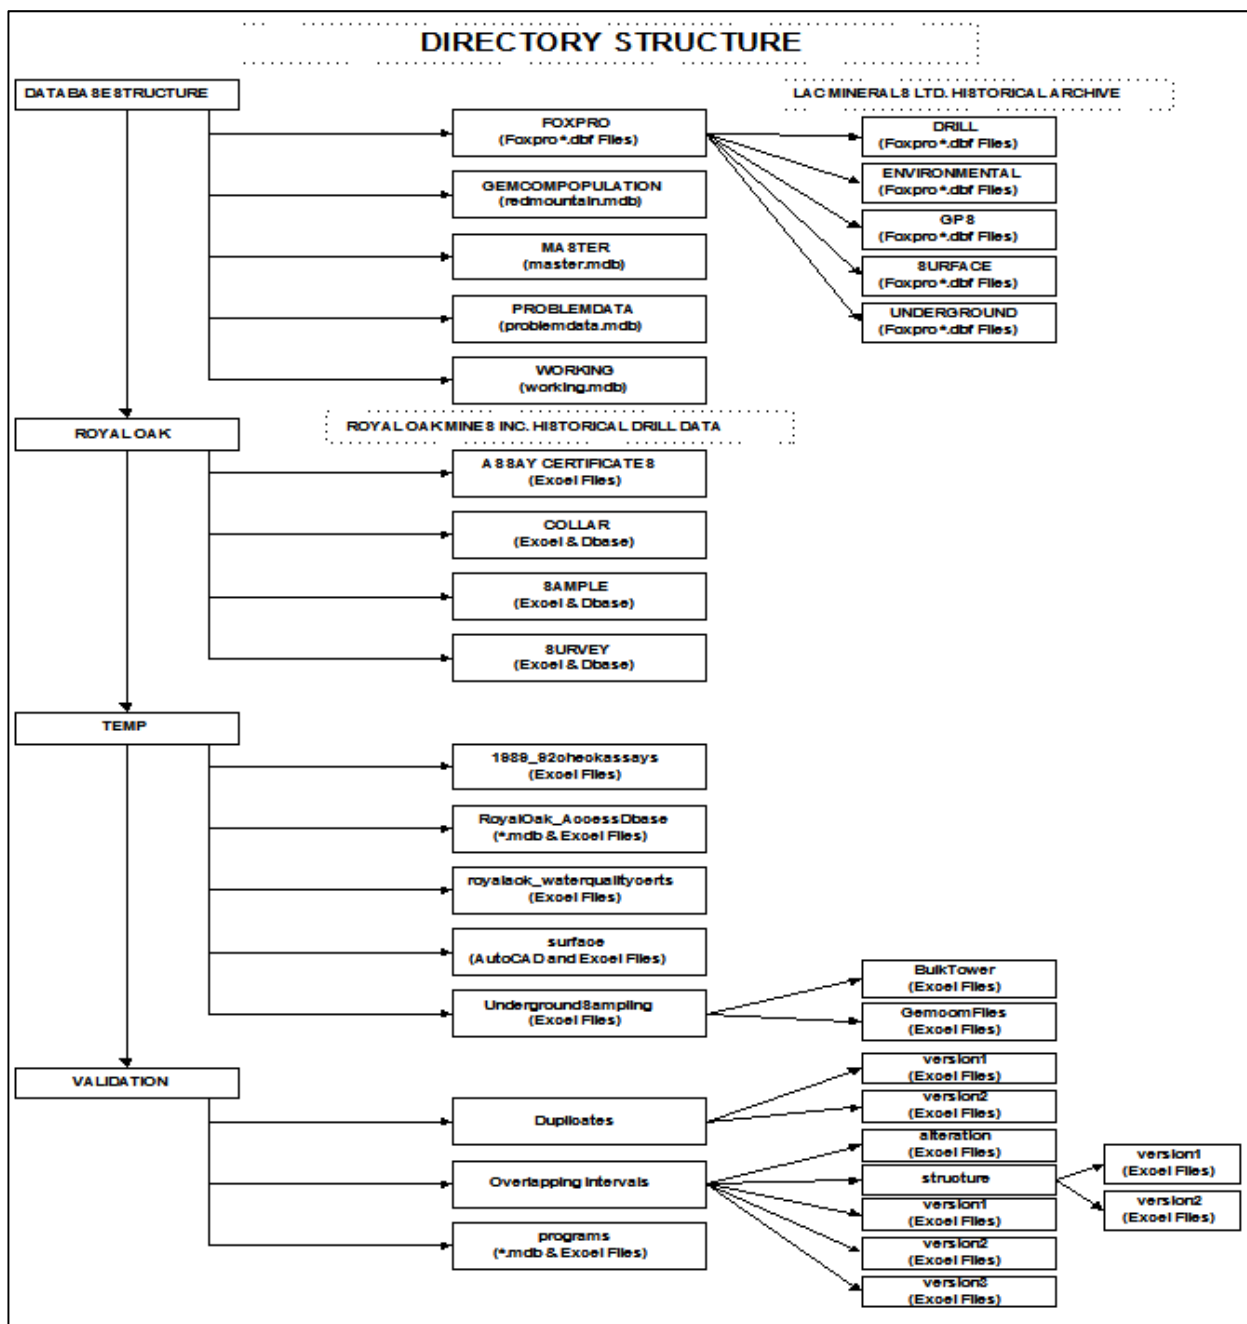 DIRECTORY STRUCTURE
DATABASESTRUCTURE
LAC MINERALS LTD. HISTORICAL ARCHIVE
FOXPRO
(Foxpro *.dbf Files)
DRILL
(Foxpro *.dbf Files)
ENVIRONMENTAL
(Foxpro *.dbf Files)
GEMCOMPOPULATION
(redmountain.mdb)
GPS
(Foxpro *.dbf Files)
MASTER
(master.mdb)
SURFACE
(Foxpro *.dbf Files)
PROBLEMDATA
(problemdata.mdb)
UNDERGROUND
(Foxpro *.dbf Files)
WORKING
(working.mdb)
ROYAL OAK
ROYAL OAK MINES INC. HISTORICAL DRILL DATA
ASSAY CERTIFICATES
(Excel Files)
COLLAR
(Excel & Dbase)
SAMPLE
(Excel & Dbase)
SURVEY
(Excel & Dbase)
TEMP
1989_92checkassays
(Excel Files)
RoyalOak_AccessDbase
(*.mdb & Excel Files)
royalaok_waterqualitycerts
(Excel Files)
surface
(AutoCAD and Excel Files)
UndergroundSampling
(Excel Files)
BulkTower
(Excel Files)
GemcomFiles
(Excel Files)
VALIDATION
Duplicates
version1
(Excel Files)
version2
(Excel Files)
Overlapping Intervals
alteration
(Excel Files)
structure
version1
(Excel Files)
version2
(Excel Files)
version1
(Excel Files)
version2
(Excel Files)
version3
(Excel Files)
programs
(*.mdb & Excel Files)